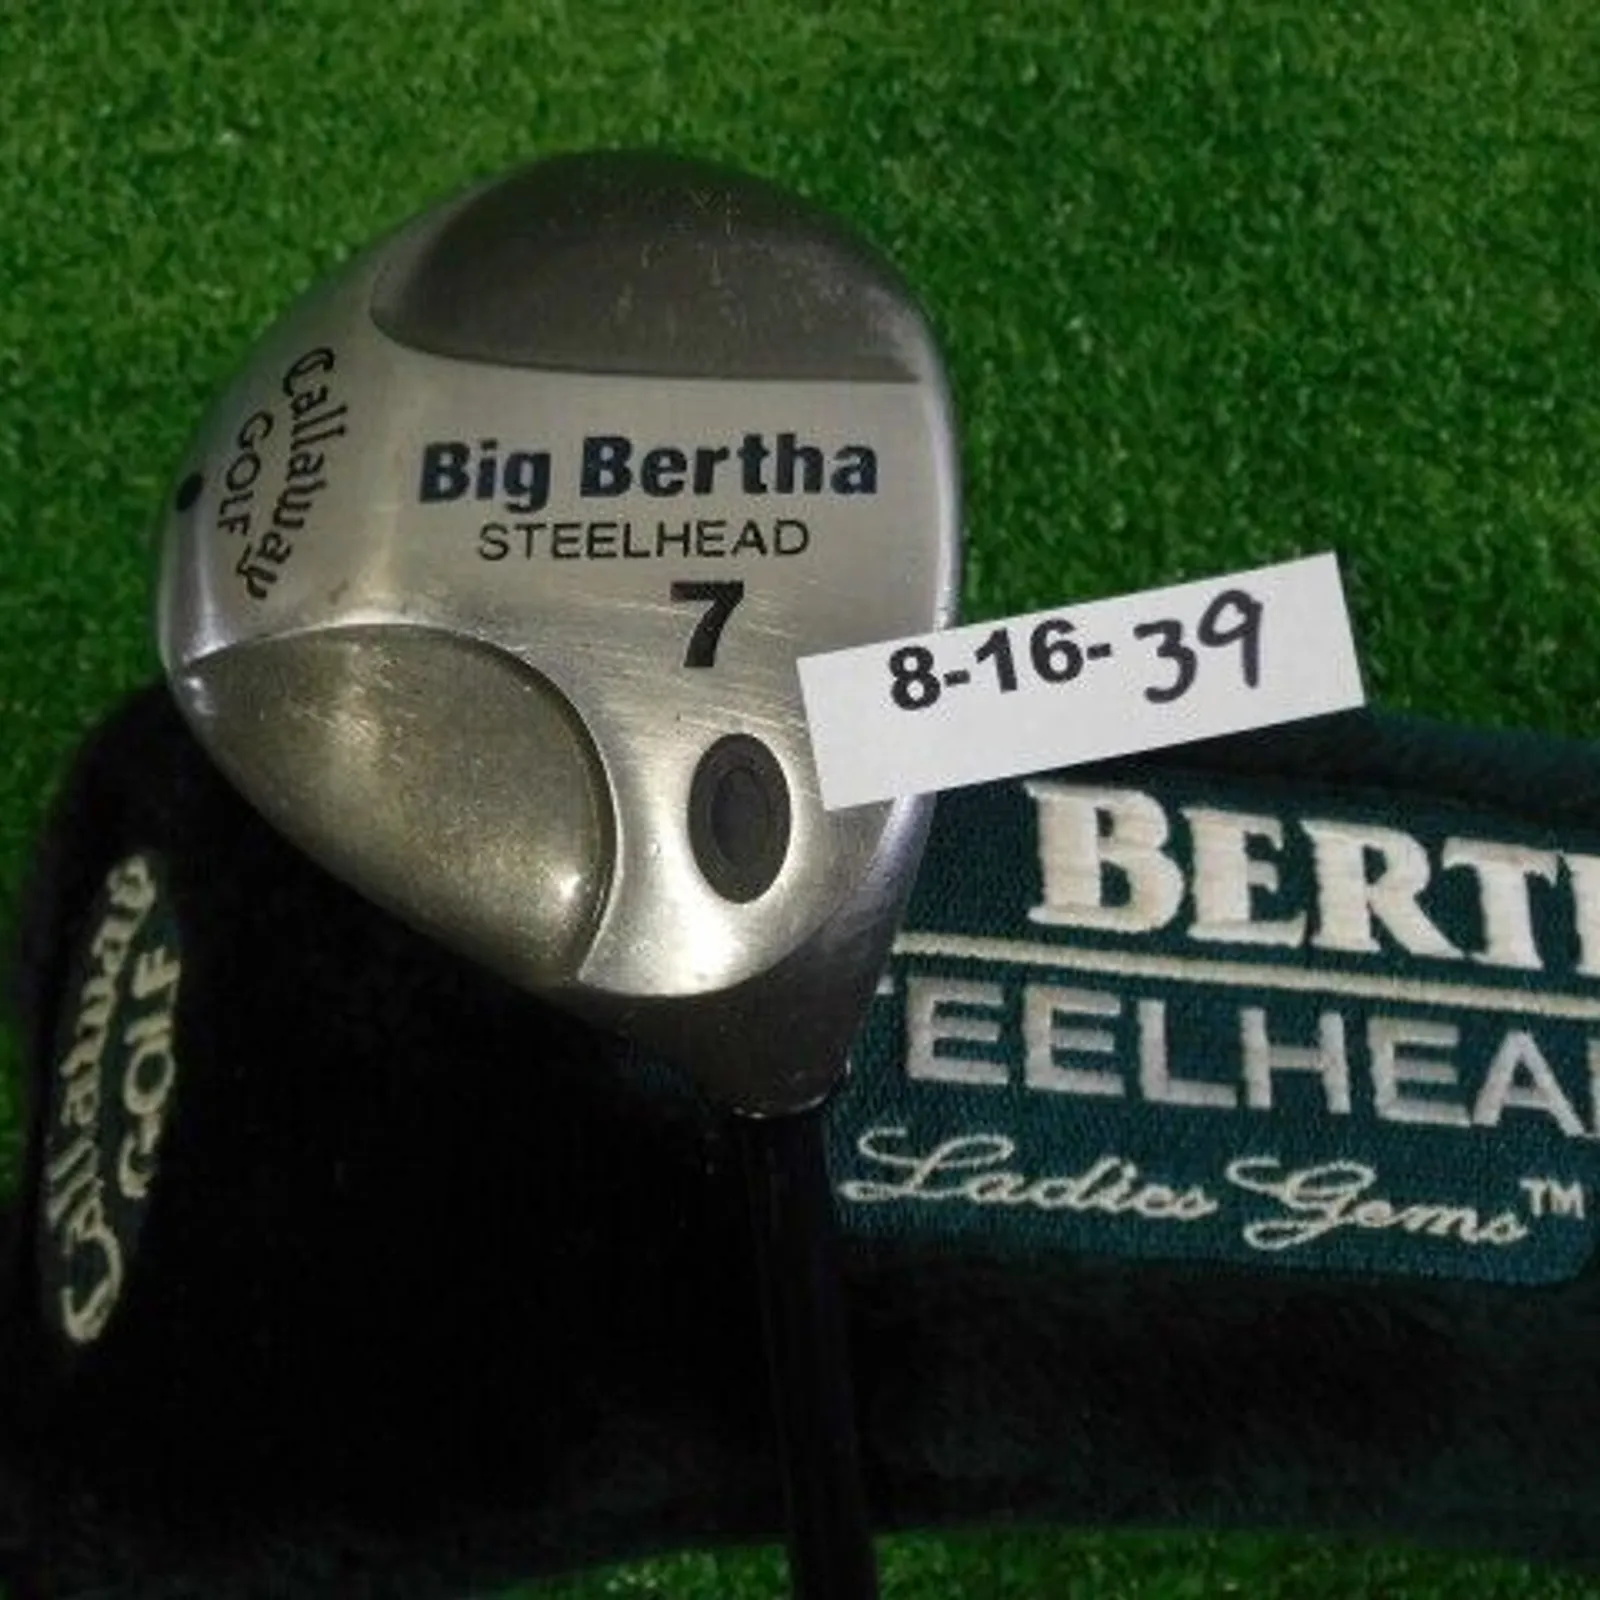 Callaway
GOLF
Big Bertha
STEELHEAD
7
8-16-39
Callaway
GOLF
BERT
EELHEA
Ladies Gems™